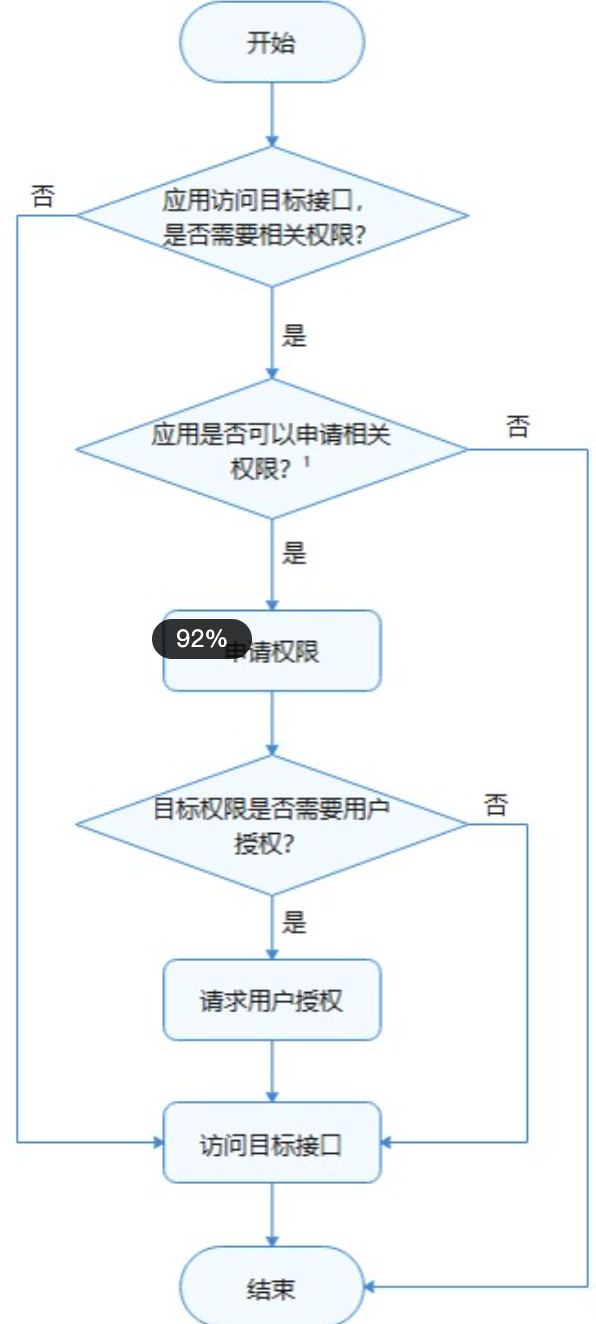 开始
否
应用访问目标接口，
是否需要相关权限？
是
否
应用是否可以申请相关
权限？¹
是
92%
申请权限
否
目标权限是否需要用户
授权？
是
请求用户授权
访问目标接口
结束